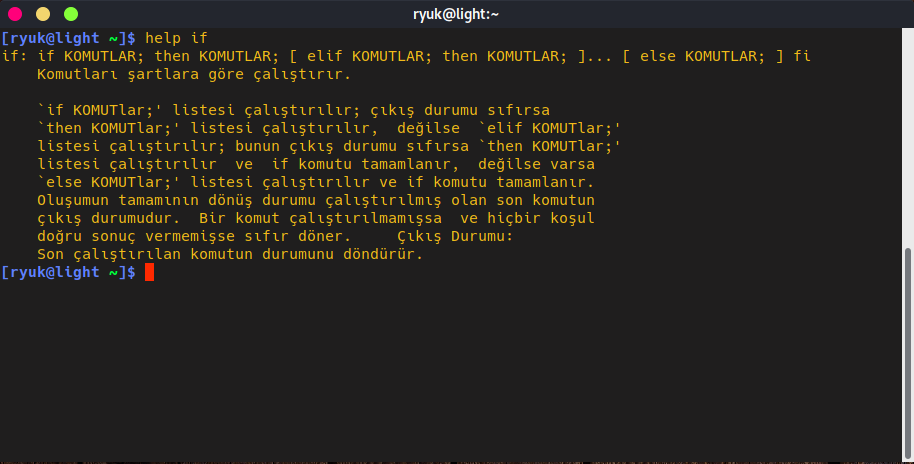 ryuk@light:~
[ryuk@light ~]$ help if
if: if KOMUTLAR; then KOMUTLAR; [ elif KOMUTLAR; then KOMUTLAR; ]... [ else KOMUTLAR; ] fi
Komutları şartlara göre çalıştırır.
`if KOMUTlar;' listesi çalıştırılır; çıkış durumu sıfırsa
`then KOMUTlar;' listesi çalıştırılır,  değilse  `elif KOMUTlar;'
listesi çalıştırılır; bunun çıkış durumu sıfırsa `then KOMUTlar;'
listesi çalıştırılır  ve  if komutu tamamlanır,  değilse varsa
`else KOMUTlar;' listesi çalıştırılır ve if komutu tamamlanır.
Oluşumun tamamının dönüş durumu çalıştırılmış olan son komutun
çıkış durumudur.  Bir komut çalıştırılmamışsa  ve hiçbir koşul
doğru sonuç vermemişse sıfır döner.     Çıkış Durumu:
Son çalıştırılan komutun durumunu döndürür.
[ryuk@light ~]$